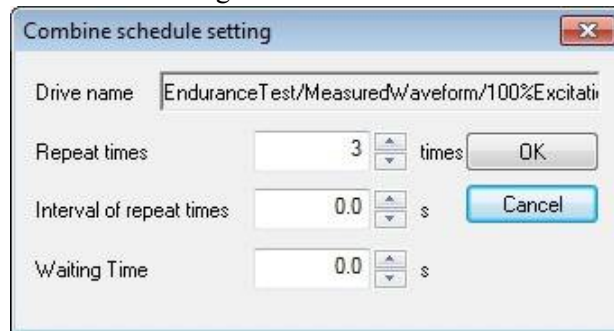 Combine schedule setting
Drive name EnduranceTest/MeasuredWaveform/100%Excitati
Repeat times 3 times OK
Interval of repeat times 0.0 s Cancel
Waiting Time 0.0 s